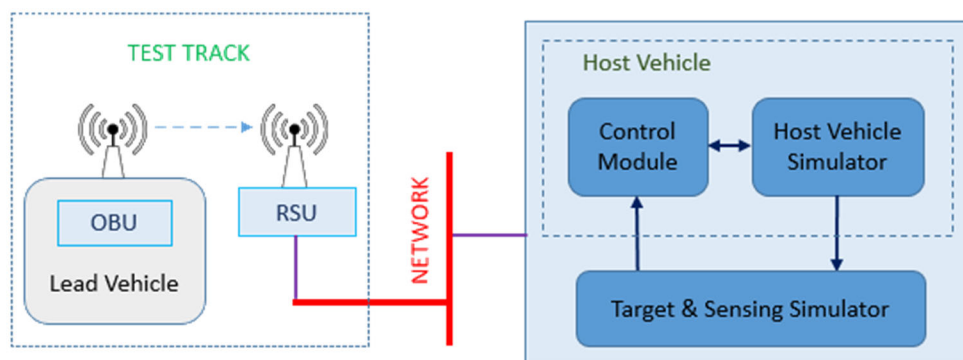 TEST TRACK
OBU
Lead Vehicle
RSU
NETWORK
Host Vehicle
Control
Module
Host Vehicle
Simulator
Target & Sensing Simulator